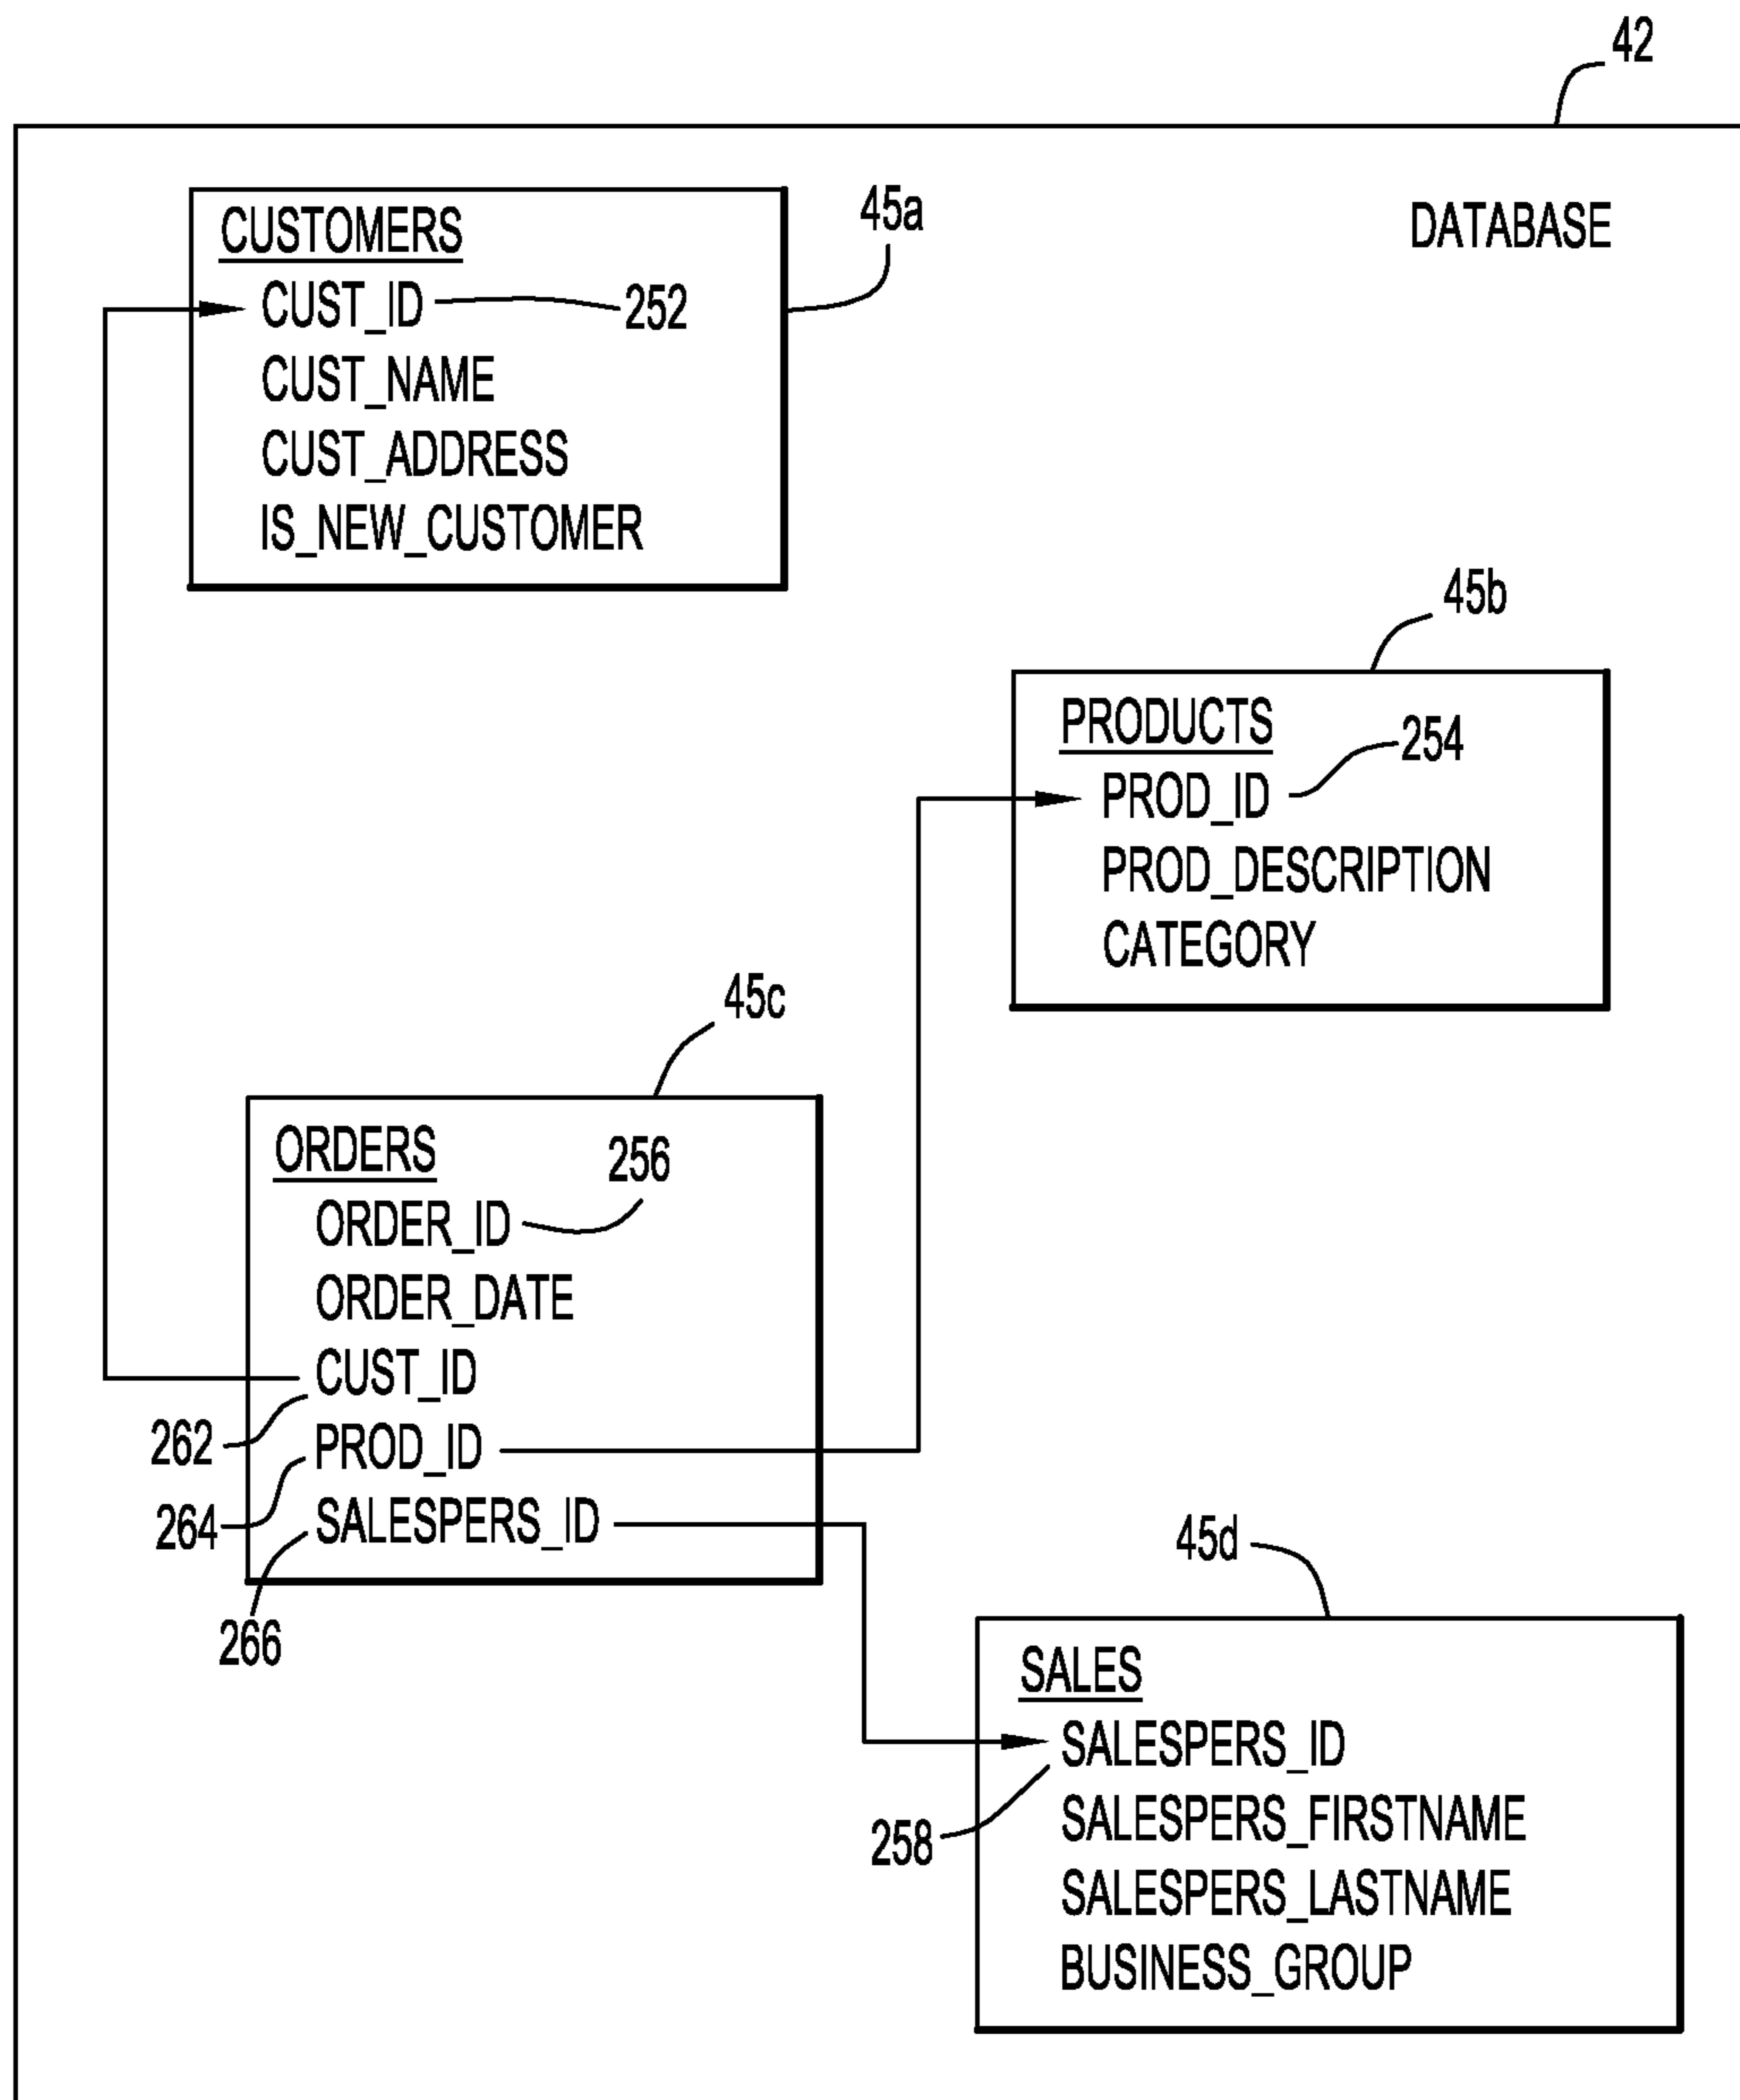 42
DATABASE
45a
CUSTOMERS
CUST_ID
252
CUST_NAME
CUST_ADDRESS
IS_NEW_CUSTOMER
45b
PRODUCTS
254
PROD_ID
PROD_DESCRIPTION
CATEGORY
45c
ORDERS
256
ORDER_ID
ORDER_DATE
CUST_ID
262
PROD_ID
264
SALESPERS_ID
266
45d
SALES
SALESPERS_ID
258
SALESPERS_FIRSTNAME
SALESPERS_LASTNAME
BUSINESS_GROUP